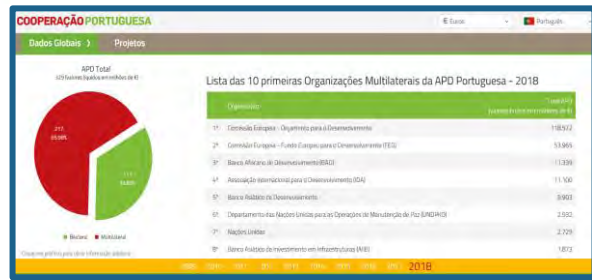 COOPERAÇÃO PORTUGUESA
€ Euros
Português
Dados Globais
Projetos
APD Total
Lista das 10 primeiras Organizações Multilaterais da APD Portuguesa - 2018
Organização
Total APD
1º Comissão Europeia - Orçamento para o Desenvolvimento 118.572
2º Comissão Europeia - Fundo Europeu para o Desenvolvimento (FED) 53.965
3º Banco Africano de Desenvolvimento (BAD) 11.339
4º Associação Internacional para o Desenvolvimento (IDA) 11.100
5º Banco Asiático de Desenvolvimento 8.903
6º Departamento das Nações Unidas para as Operações de Manutenção de Paz (UNDPKO) 2.932
7º Nações Unidas 2.729
8º Banco Asiático de Investimento em Infraestruturas (AIIB) 1.873
Bilateral
Multilateral
2018